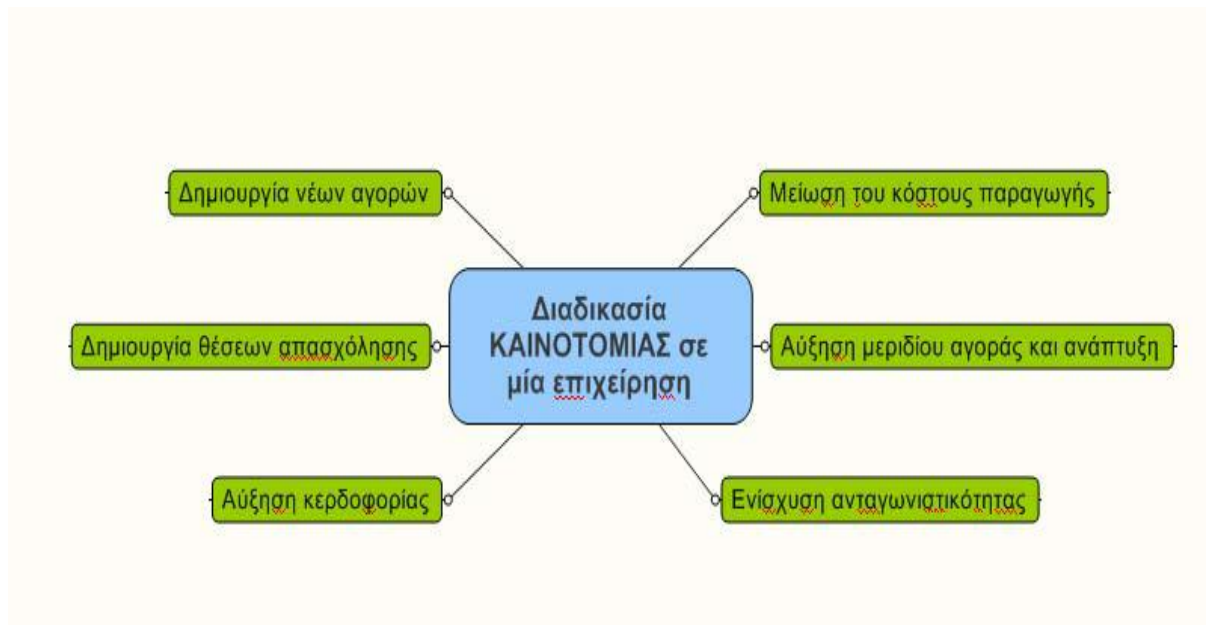 Δημιουργία νέων αγορών
Μείωση του κόστους παραγωγής
Διαδικασία
ΚΑΙΝΟΤΟΜΙΑΣ σε
μία επιχείρηση
Δημιουργία θέσεων απασχόλησης
Αύξηση μεριδίου αγοράς και ανάπτυξη
Αύξηση κερδοφορίας
Ενίσχυση ανταγωνιστικότητας